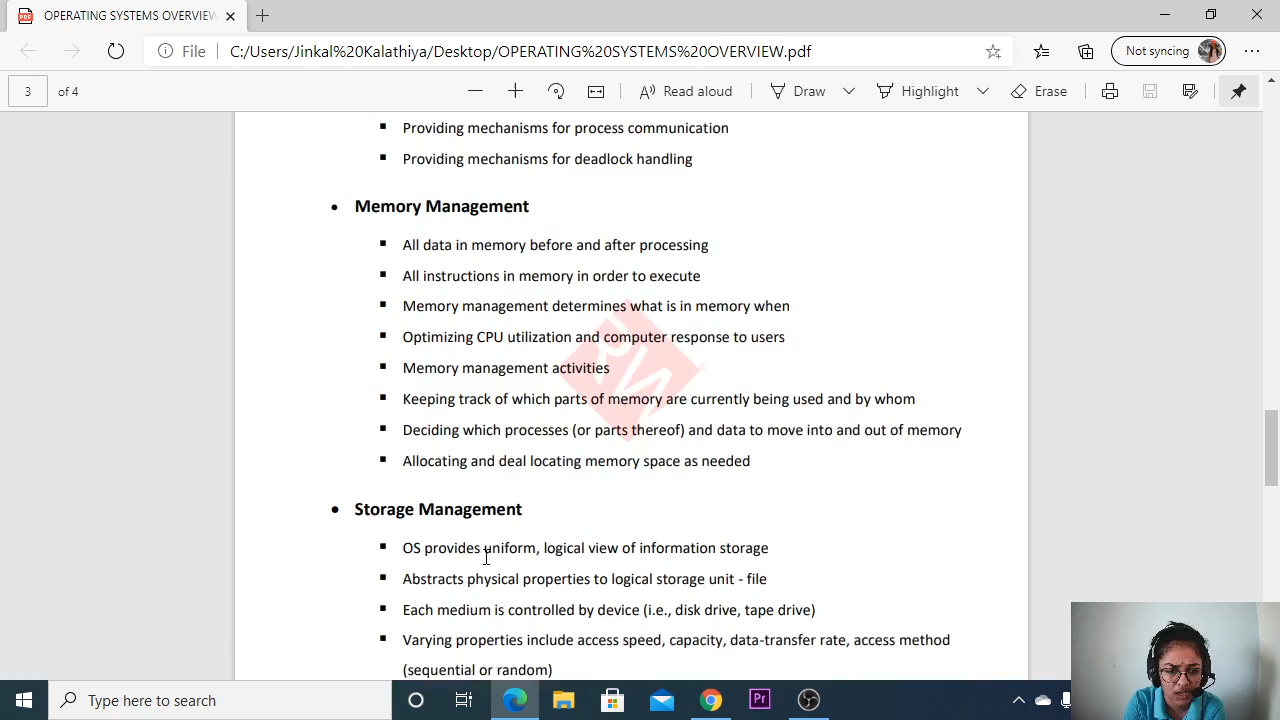 OPERATING SYSTEMS OVERVIEW
File C:/Users/Jinkal%20Kalathiya/Desktop/OPERATING%20SYSTEMS%20OVERVIEW.pdf Not syncing
3 of 4 Read aloud Draw Highlight Erase
Providing mechanisms for process communication
Providing mechanisms for deadlock handling
Memory Management
All data in memory before and after processing
All instructions in memory in order to execute
Memory management determines what is in memory when
Optimizing CPU utilization and computer response to users
Memory management activities
Keeping track of which parts of memory are currently being used and by whom
Deciding which processes (or parts thereof) and data to move into and out of memory
Allocating and deal locating memory space as needed
Storage Management
OS provides uniform, logical view of information storage
Abstracts physical properties to logical storage unit - file
Each medium is controlled by device (i.e., disk drive, tape drive)
Varying properties include access speed, capacity, data-transfer rate, access method
(sequential or random)
RW
Type here to search
Pr